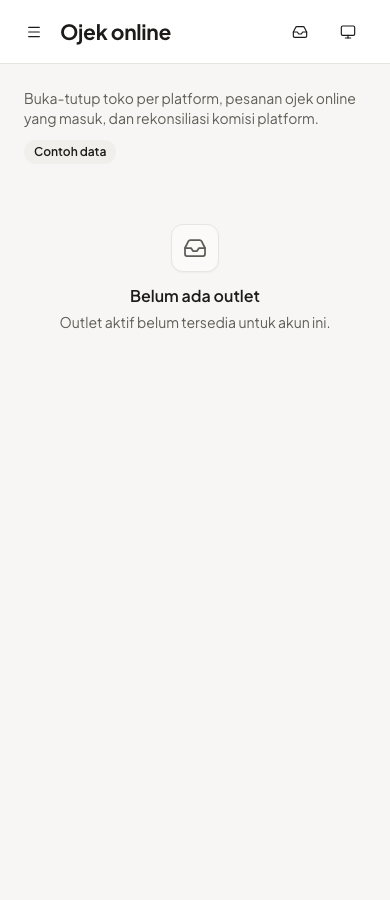 Ojek online
Buka-tutup toko per platform, pesanan ojek online
yang masuk, dan rekonsiliasi komisi platform.
Contoh data
Belum ada outlet
Outlet aktif belum tersedia untuk akun ini.